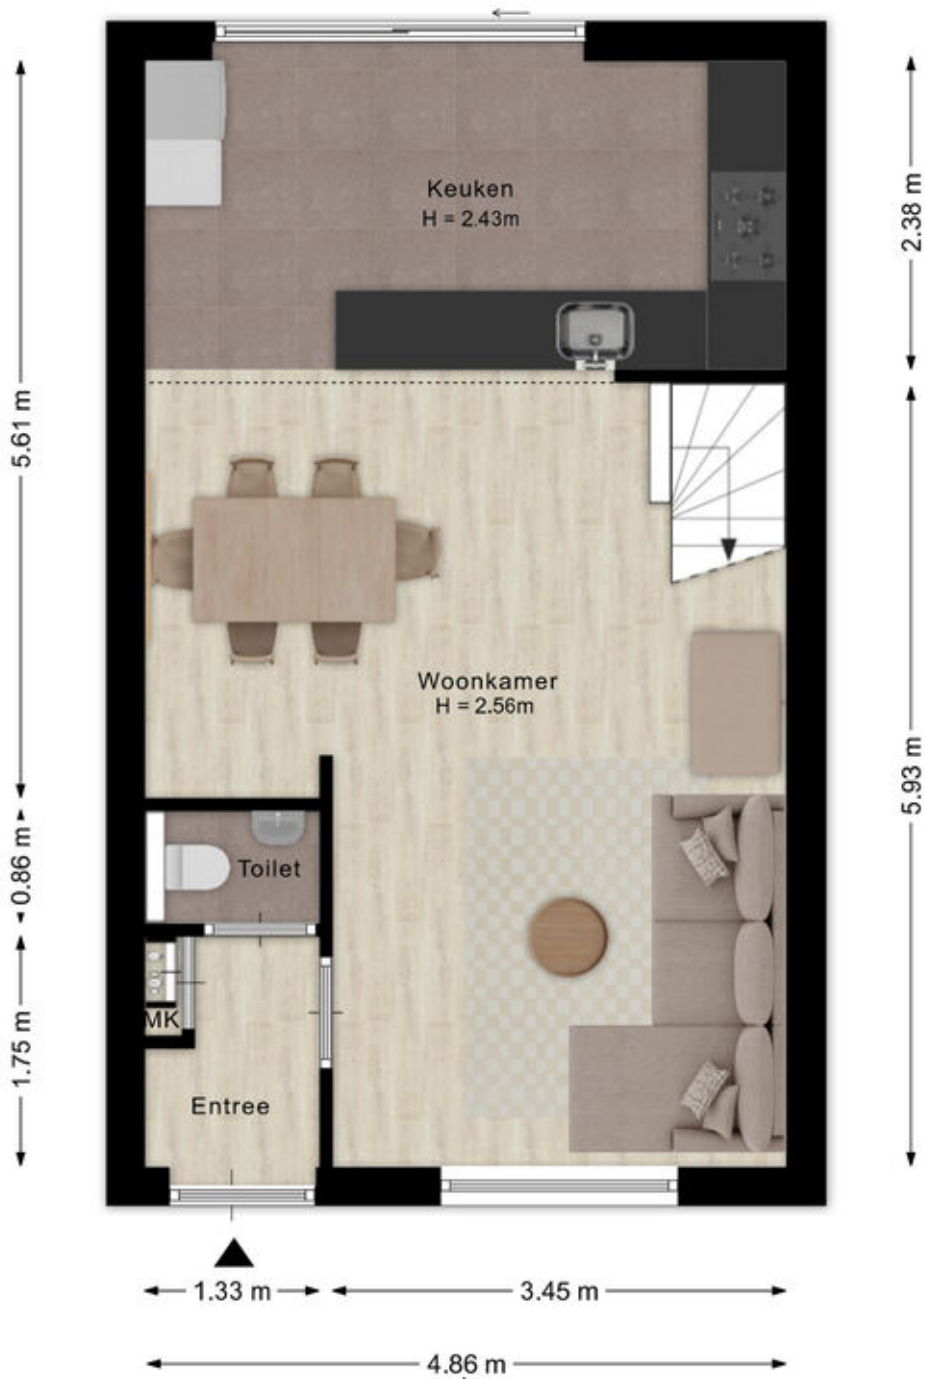 Keuken
H = 2.43m
2.38 m
5.61 m
Woonkamer
H = 2.56m
5.93 m
0.86 m
Toilet
1.75 m
MK
Entree
1.33 m
3.45 m
4.86 m